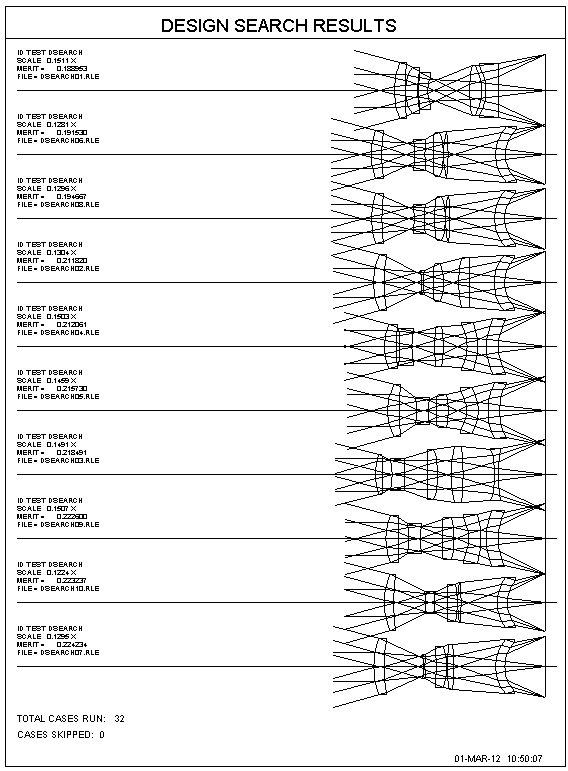 DESIGN SEARCH RESULTS
ID TEST DSEARCH
SCALE 0.1511 X
MERIT = 0.188953
FILE = DSEARCH01.RLE
ID TEST DSEARCH
SCALE 0.1281 X
MERIT = 0.191530
FILE = DSEARCH06.RLE
ID TEST DSEARCH
SCALE 0.1296 X
MERIT = 0.194667
FILE = DSEARCH08.RLE
ID TEST DSEARCH
SCALE 0.1304 X
MERIT = 0.211820
FILE = DSEARCH02.RLE
ID TEST DSEARCH
SCALE 0.1503 X
MERIT = 0.212061
FILE = DSEARCH04.RLE
ID TEST DSEARCH
SCALE 0.1459 X
MERIT = 0.215730
FILE = DSEARCH05.RLE
ID TEST DSEARCH
SCALE 0.1491 X
MERIT = 0.218491
FILE = DSEARCH03.RLE
ID TEST DSEARCH
SCALE 0.1507 X
MERIT = 0.222600
FILE = DSEARCH09.RLE
ID TEST DSEARCH
SCALE 0.1224 X
MERIT = 0.223237
FILE = DSEARCH10.RLE
ID TEST DSEARCH
SCALE 0.1295 X
MERIT = 0.224234
FILE = DSEARCH07.RLE
TOTAL CASES RUN: 32
CASES SKIPPED: 0
01-MAR-12 10:50:07